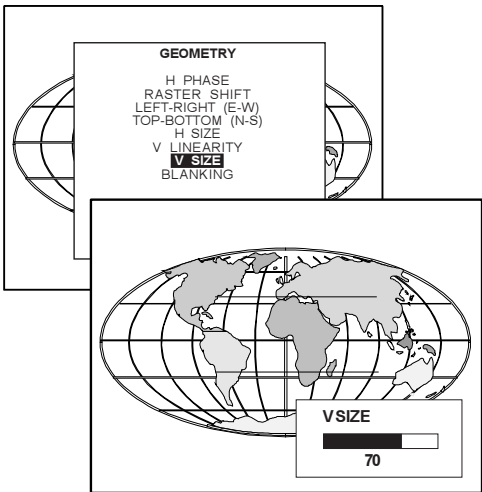 GEOMETRY
H PHASE
RASTER SHIFT
LEFT-RIGHT (E-W)
TOP-BOTTOM (N-S)
H SIZE
V LINEARITY
V SIZE
BLANKING
V SIZE
70